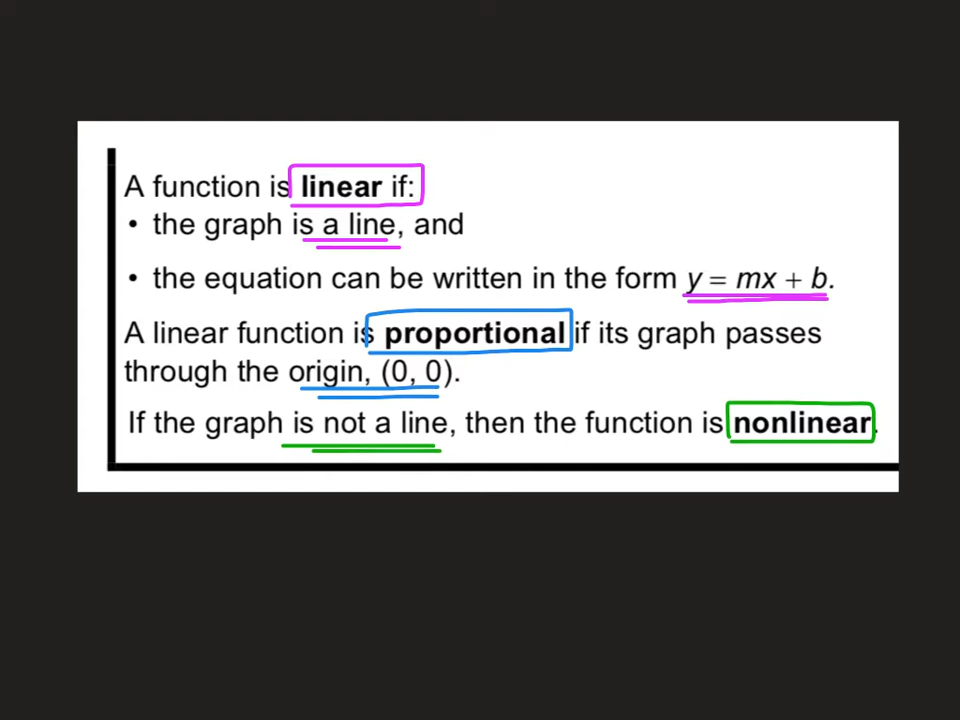 A function is linear if:
• the graph is a line, and
• the equation can be written in the form y = mx + b.
A linear function is proportional if its graph passes
through the origin, (0, 0).
If the graph is not a line, then the function is nonlinear.